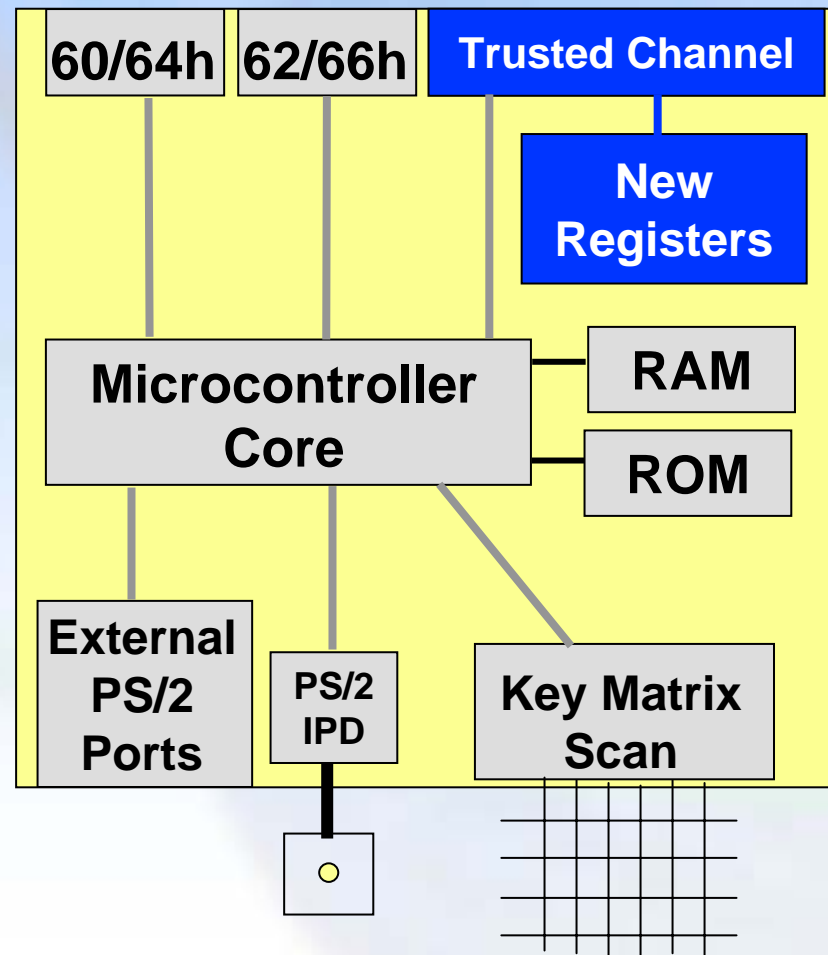 60/64h
62/66h
Trusted Channel
New
Registers
Microcontroller
Core
RAM
ROM
External
PS/2
Ports
PS/2
IPD
Key Matrix
Scan